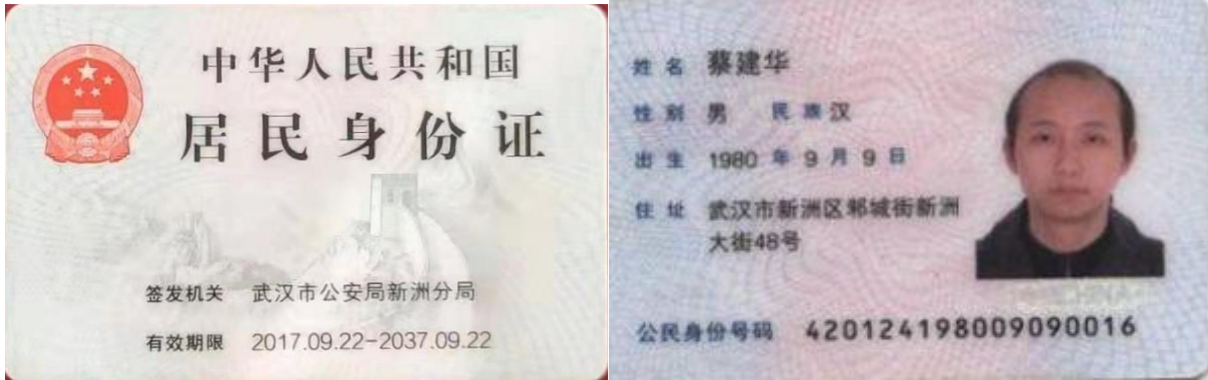 中华人民共和国
居民身份证
签发机关 武汉市公安局新洲分局
有效期限 2017.09.22-2037.09.22
姓名 蔡建华
性别 男 民族 汉
出生 1980 年 9 月 9 日
住址 武汉市新洲区邾城街新洲
大街48号
公民身份号码 420124198009090016